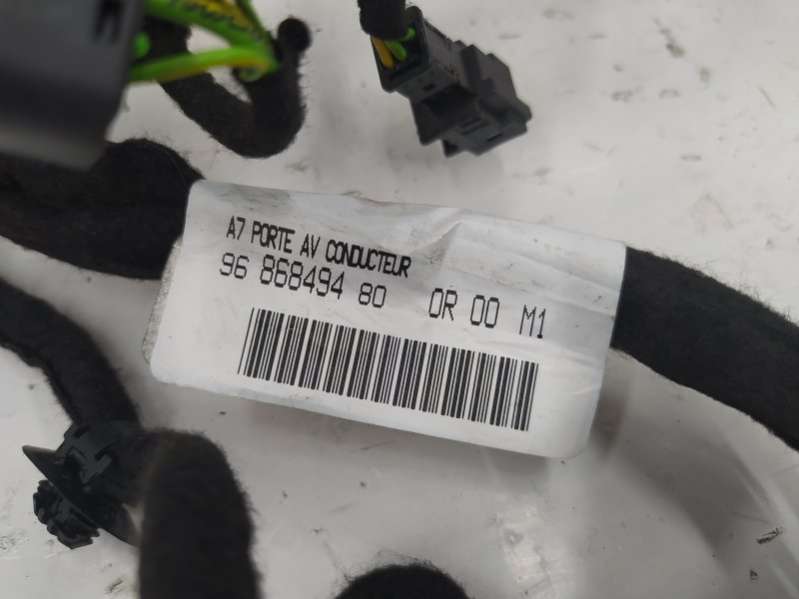 A7 PORTE AV CONDUCTEUR
96 868494 80 0R 00 M1